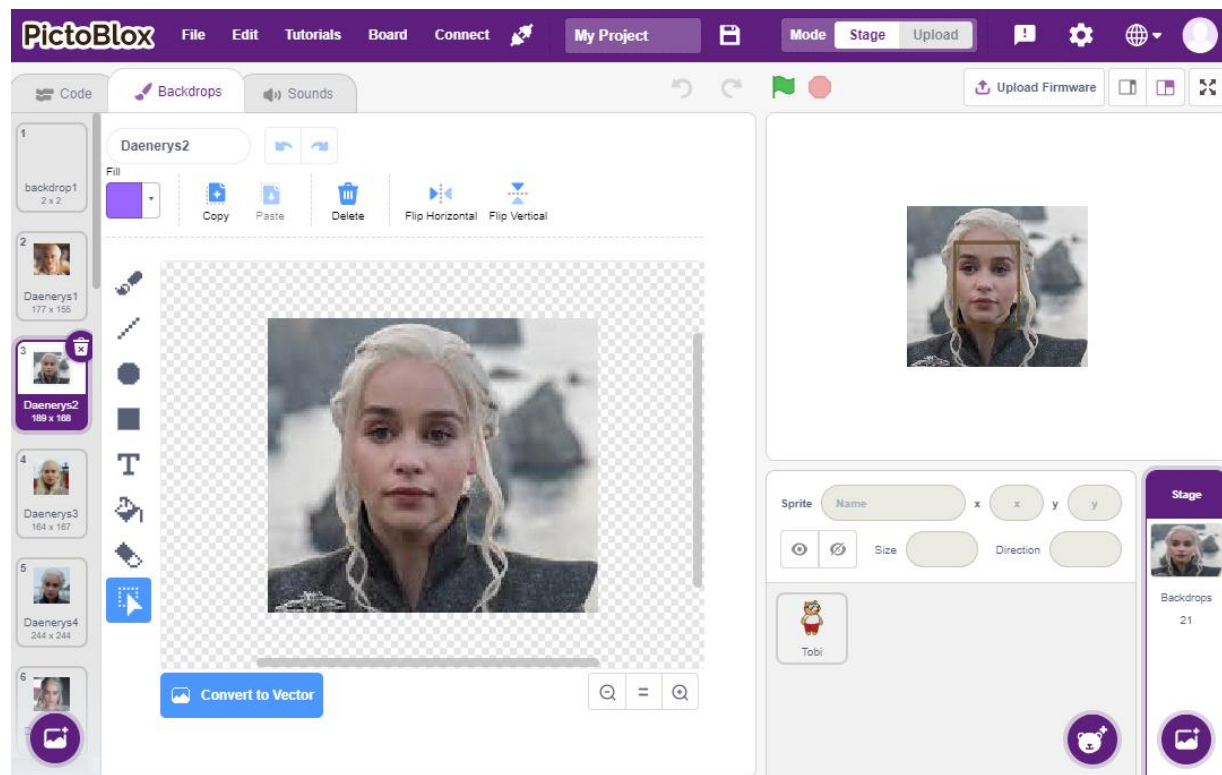 PictoBlox File Edit Tutorials Board Connect My Project Mode Stage Upload
Code Backdrops Sounds Upload Firmware
1
backdrop1
2 x 2
2
Daenerys1
177 x 155
3
Daenerys2
189 x 168
4
Daenerys3
164 x 167
5
Daenerys4
244 x 244
6
Daenerys2
Fill
Copy Paste Delete Flip Horizontal Flip Vertical
T
Convert to Vector
Sprite Name x x y y
Size Direction
Tobi
Stage
Backdrops
21